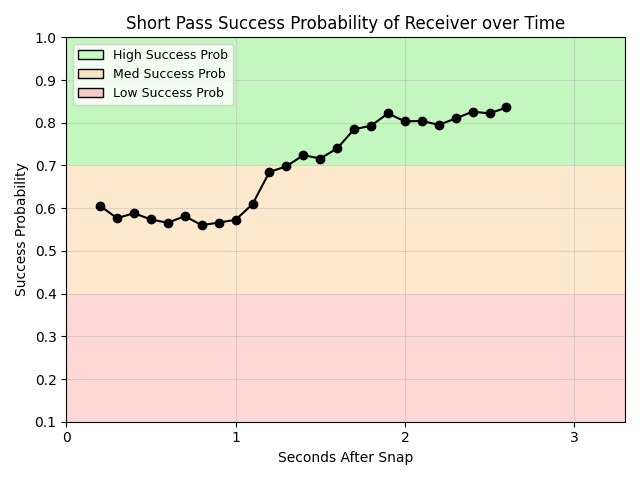 Short Pass Success Probability of Receiver over Time
High Success Prob
Med Success Prob
Low Success Prob
1.0
0.9
0.8
0.7
0.6
0.5
0.4
0.3
0.2
0.1
Success Probability
0
1
2
3
Seconds After Snap